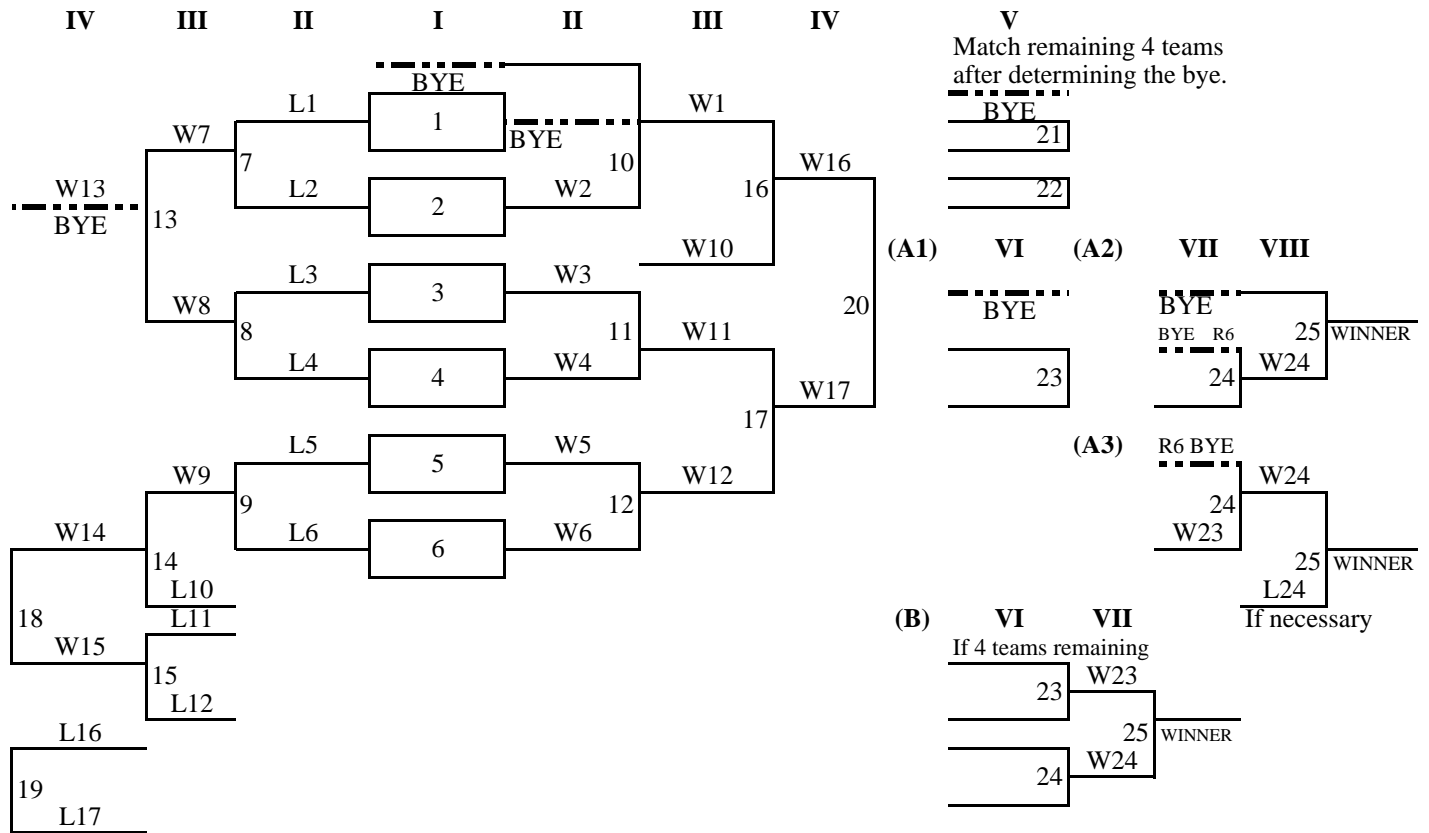 IV III II I II III IV V
Match remaining 4 teams
after determining the bye.
BYE
BYE
L1
1
W1
BYE
21
W7
7
10
W16
W13
BYE
13
L2
2
W2
16
22
W10
(A1) VI (A2) VII VIII
L3
3
W3
BYE
BYE
W8
8
11
W11
20
BYE R6
25
WINNER
L4
4
W4
23
24
W24
W17
17
L5
5
W5
(A3)
R6 BYE
W9
9
12
W12
W24
24
W14
L6
6
W6
W23
14
25
WINNER
L10
L24
18
L11
(B) VI VII
If necessary
W15
If 4 teams remaining
15
23
W23
L12
L16
25
WINNER
24
W24
19
L17